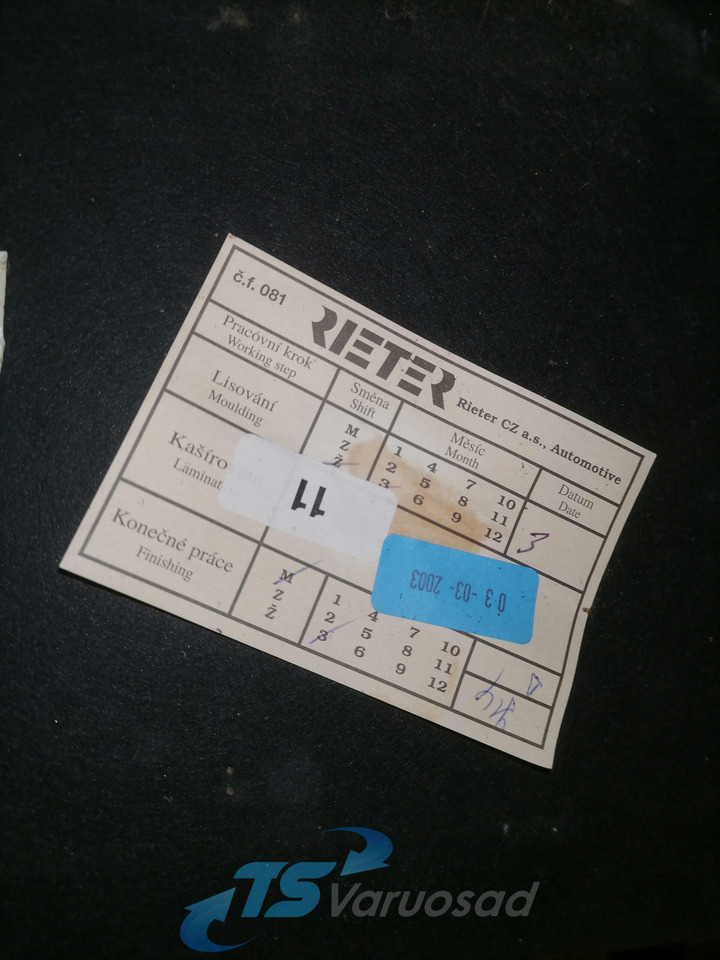 č.f. 081
RIETER
Rieter CZ a.s., Automotive
Pracóvní krok
Working step
Směna
Shift
Měsíc
Month
Datum
Date
Lisování
Moulding
M
Z
Ž
1 4 7 10
2 5 8 11
3 6 9 12
3
Kašíro
Laminat
11
03-03-2003
Konečné práce
Finishing
M
Z
Ž
1 4 7 10
2 5 8 11
3 6 9 12
TS Varuosad